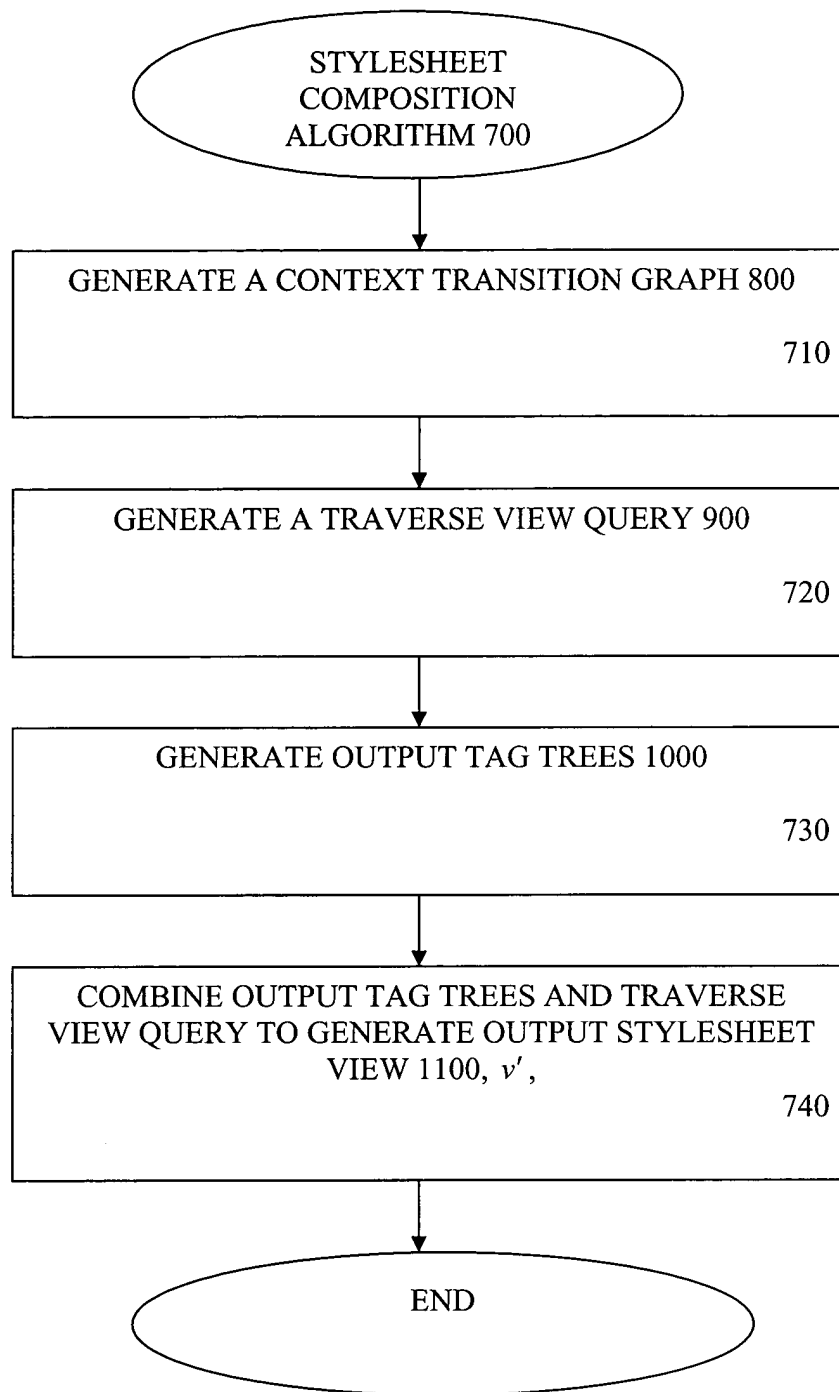 STYLESHEET
COMPOSITION
ALGORITHM 700
GENERATE A CONTEXT TRANSITION GRAPH 800
710
GENERATE A TRAVERSE VIEW QUERY 900
720
GENERATE OUTPUT TAG TREES 1000
730
COMBINE OUTPUT TAG TREES AND TRAVERSE
VIEW QUERY TO GENERATE OUTPUT STYLESHEET
VIEW 1100, v′,
740
END